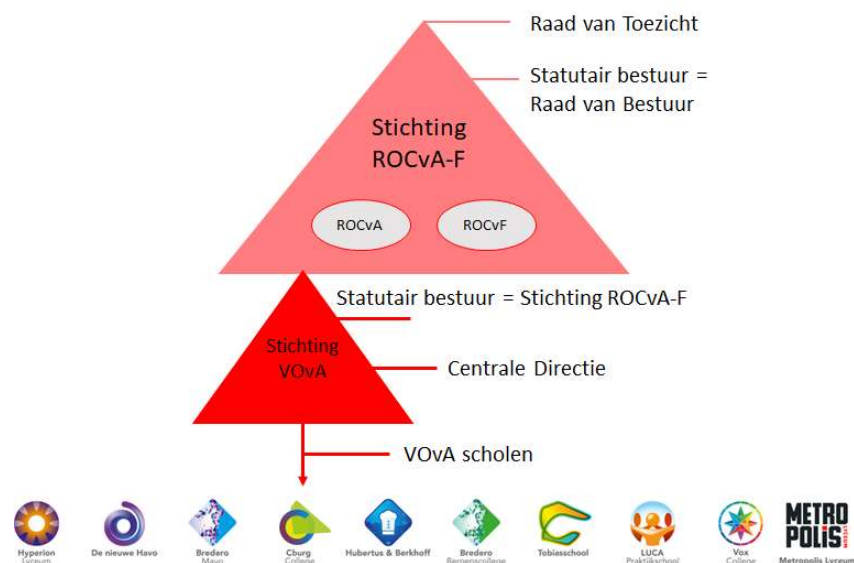 Raad van Toezicht
Statutair bestuur =
Raad van Bestuur
Stichting
ROCvA-F
ROCvA
ROCvF
Statutair bestuur = Stichting ROCvA-F
Stichting
VOvA
Centrale Directie
VOvA scholen
Hyperion
Lyceum
De nieuwe Havo
Bredero
Mavo
Cburg
College
Hubertus & Berkhoff
Bredero
Beroepscollege
Tobiasschool
LUCA
Praktijkschool
Vox
College
METRO
POLIS
LYCEUM
Metropolis Lyceum